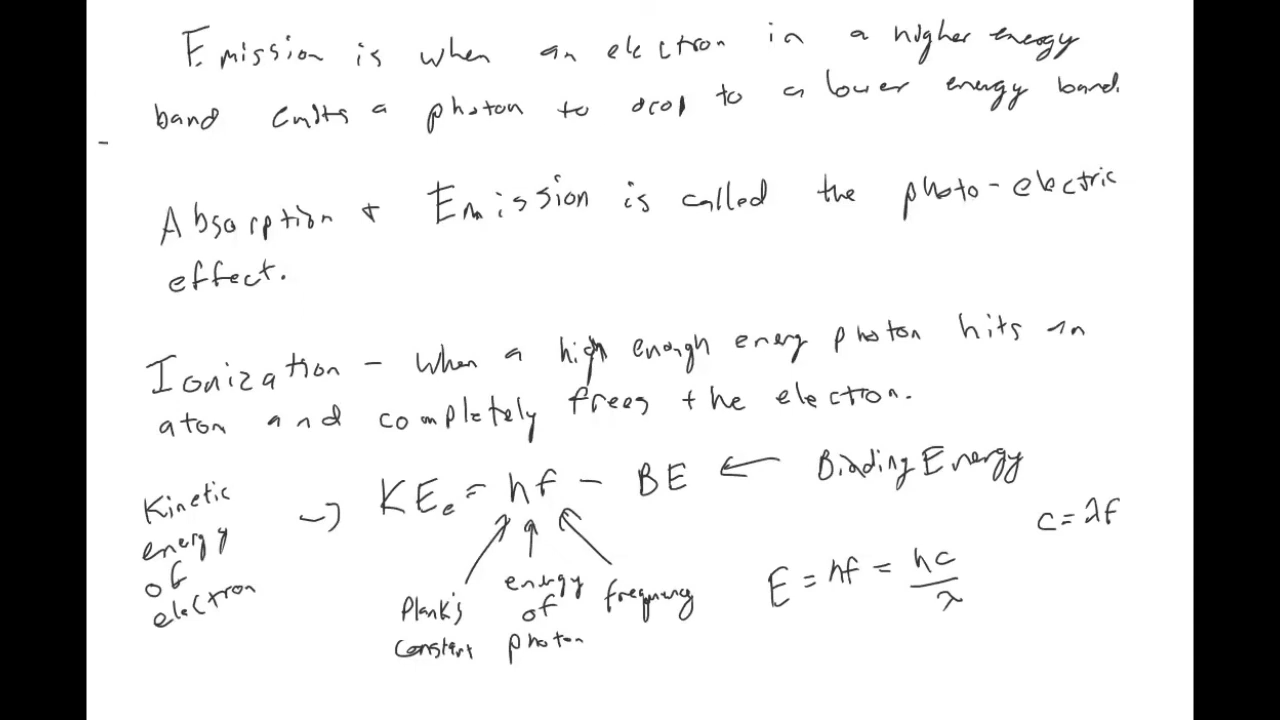 Emission is when an electron in a higher energy
band emits a photon to drop to a lower energy band.
Absorption + Emission is called the photo-electric
effect.
Ionization - when a high enough energy photon hits an
atom and completely frees the electron.
Kinetic energy of electron → KEe = hf - BE ← Binding Energy
c = λf
Plank's constant
energy of photon
frequency
E = hf = hc/λ